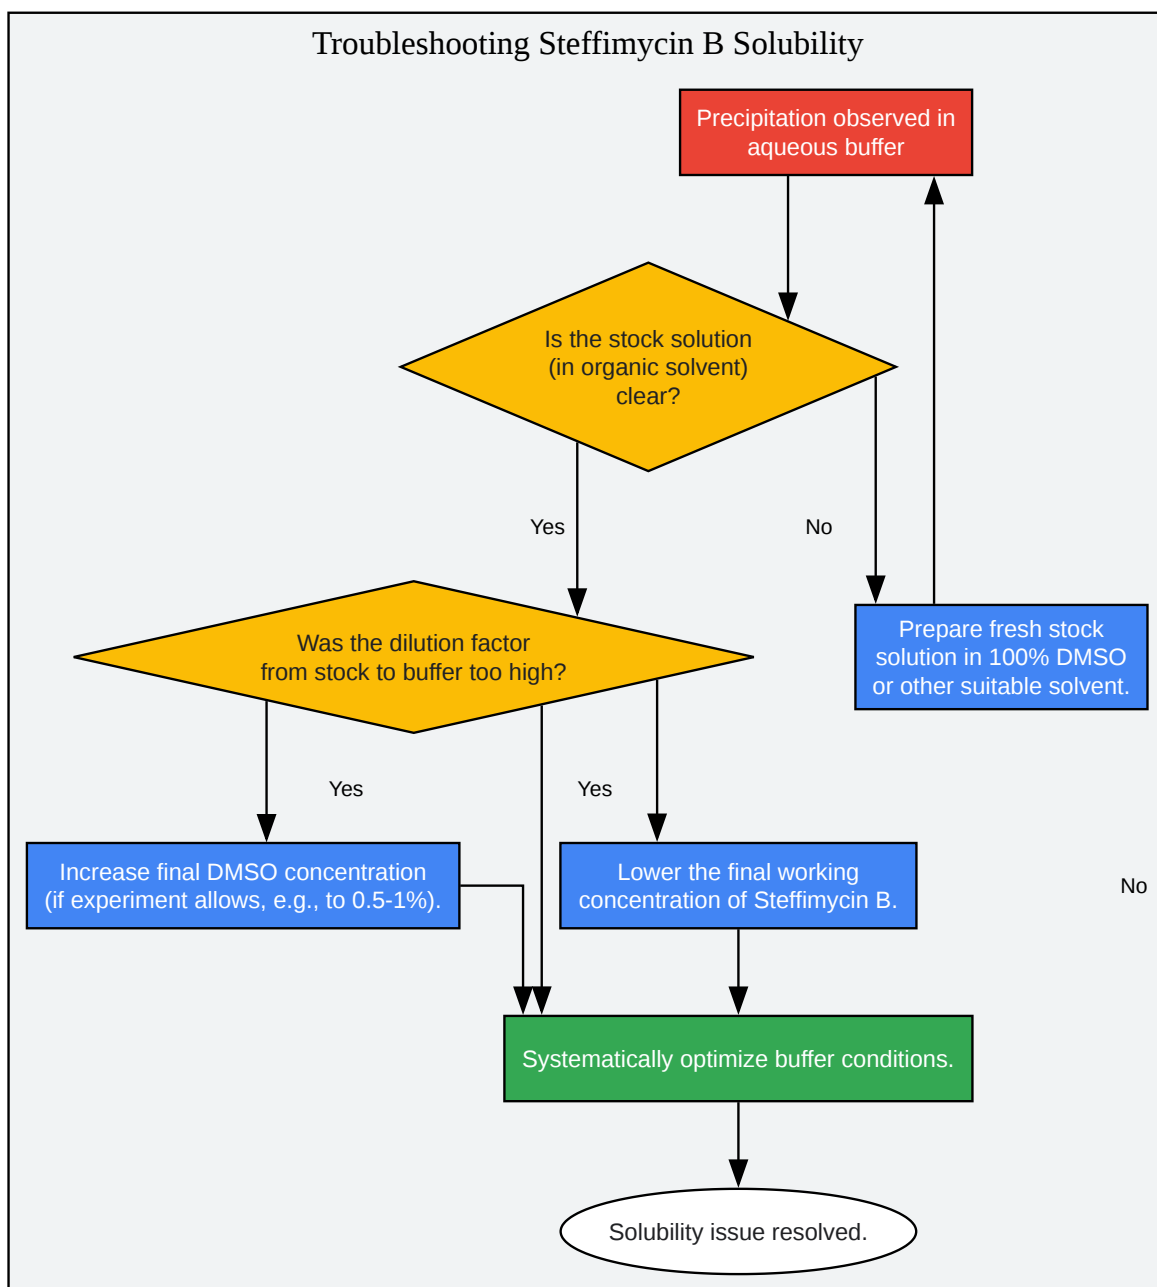 Troubleshooting Steffimycin B Solubility
Precipitation observed in
aqueous buffer
Is the stock solution
(in organic solvent)
clear?
Yes
No
Was the dilution factor
from stock to buffer too high?
Prepare fresh stock
solution in 100% DMSO
or other suitable solvent.
Yes
Yes
Increase final DMSO concentration
(if experiment allows, e.g., to 0.5-1%).
Lower the final working
concentration of Steffimycin B.
No
Systematically optimize buffer conditions.
Solubility issue resolved.